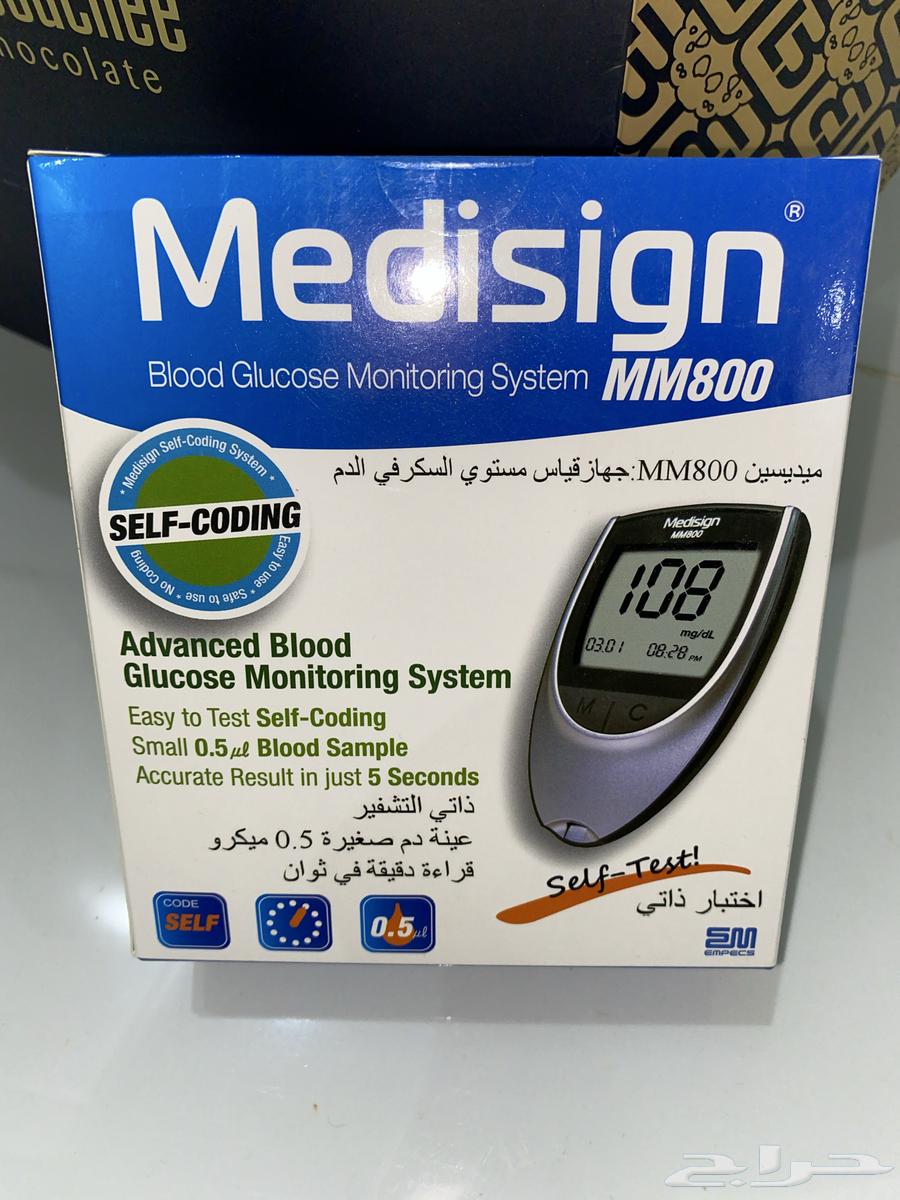 chocolate
Medisign®
Blood Glucose Monitoring System MM800
ميديسين MM800:جهاز قياس مستوي السكر في الدم
* Medisign Self-Coding System *
SELF-CODING
No Coding * Safe to use * Easy to use
Medisign
MM800
108
mg/dL
03.01 08:28 PM
M C
Advanced Blood
Glucose Monitoring System
Easy to Test Self-Coding
Small 0.5㎕ Blood Sample
Accurate Result in just 5 Seconds
ذاتي التشفير
عينة دم صغيرة 0.5 ميكرو
قراءة دقيقة في ثوان
Self-Test!
اختبار ذاتي
CODE
SELF
0.5㎕
EM
EMPECS
حراج